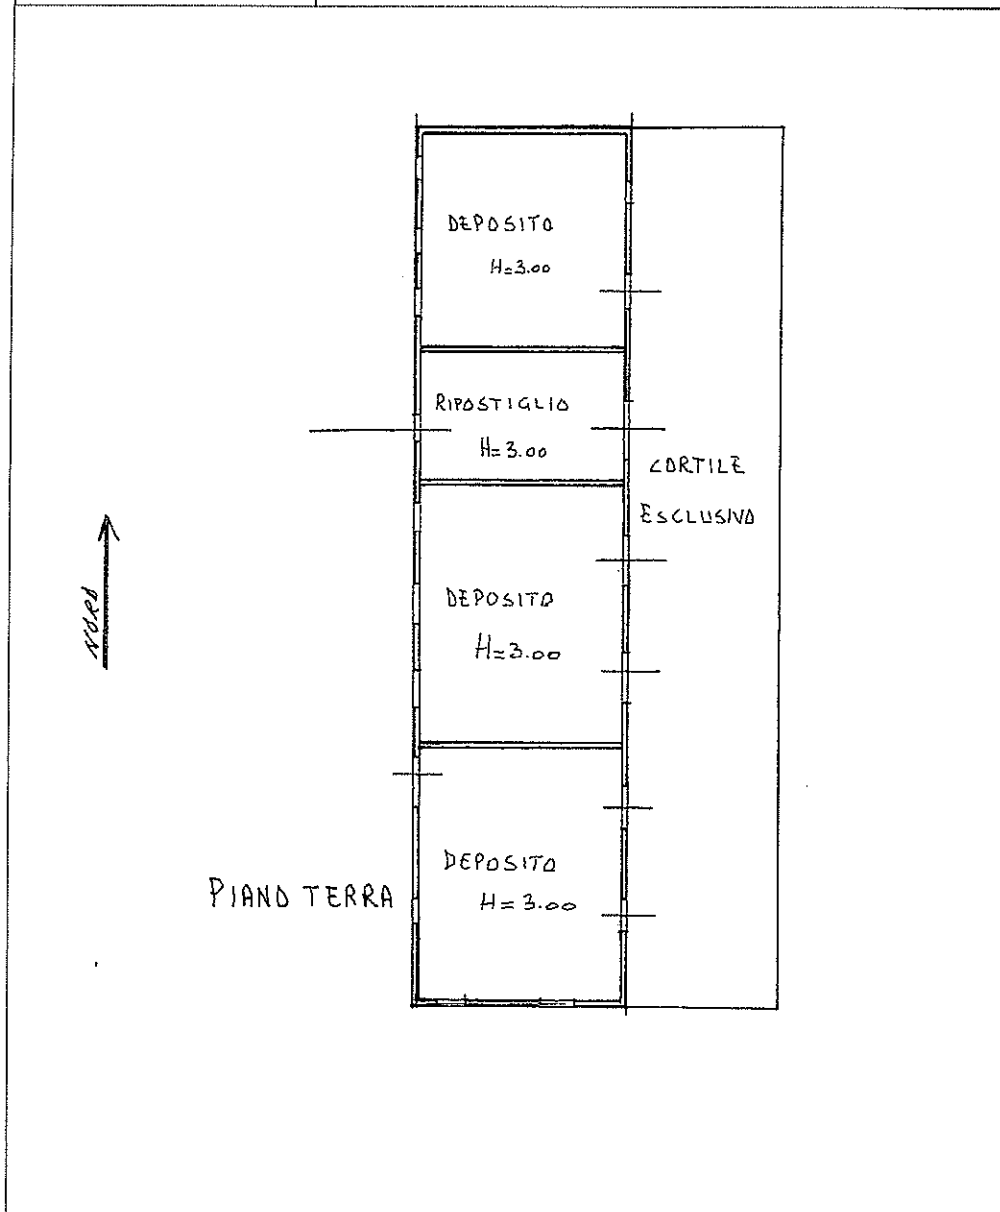 DEPOSITO
H=3.00
RIPOSTIGLIO
H=3.00
CORTILE
ESCLUSIVO
NORD
DEPOSITO
H=3.00
DEPOSITO
H=3.00
PIANO TERRA